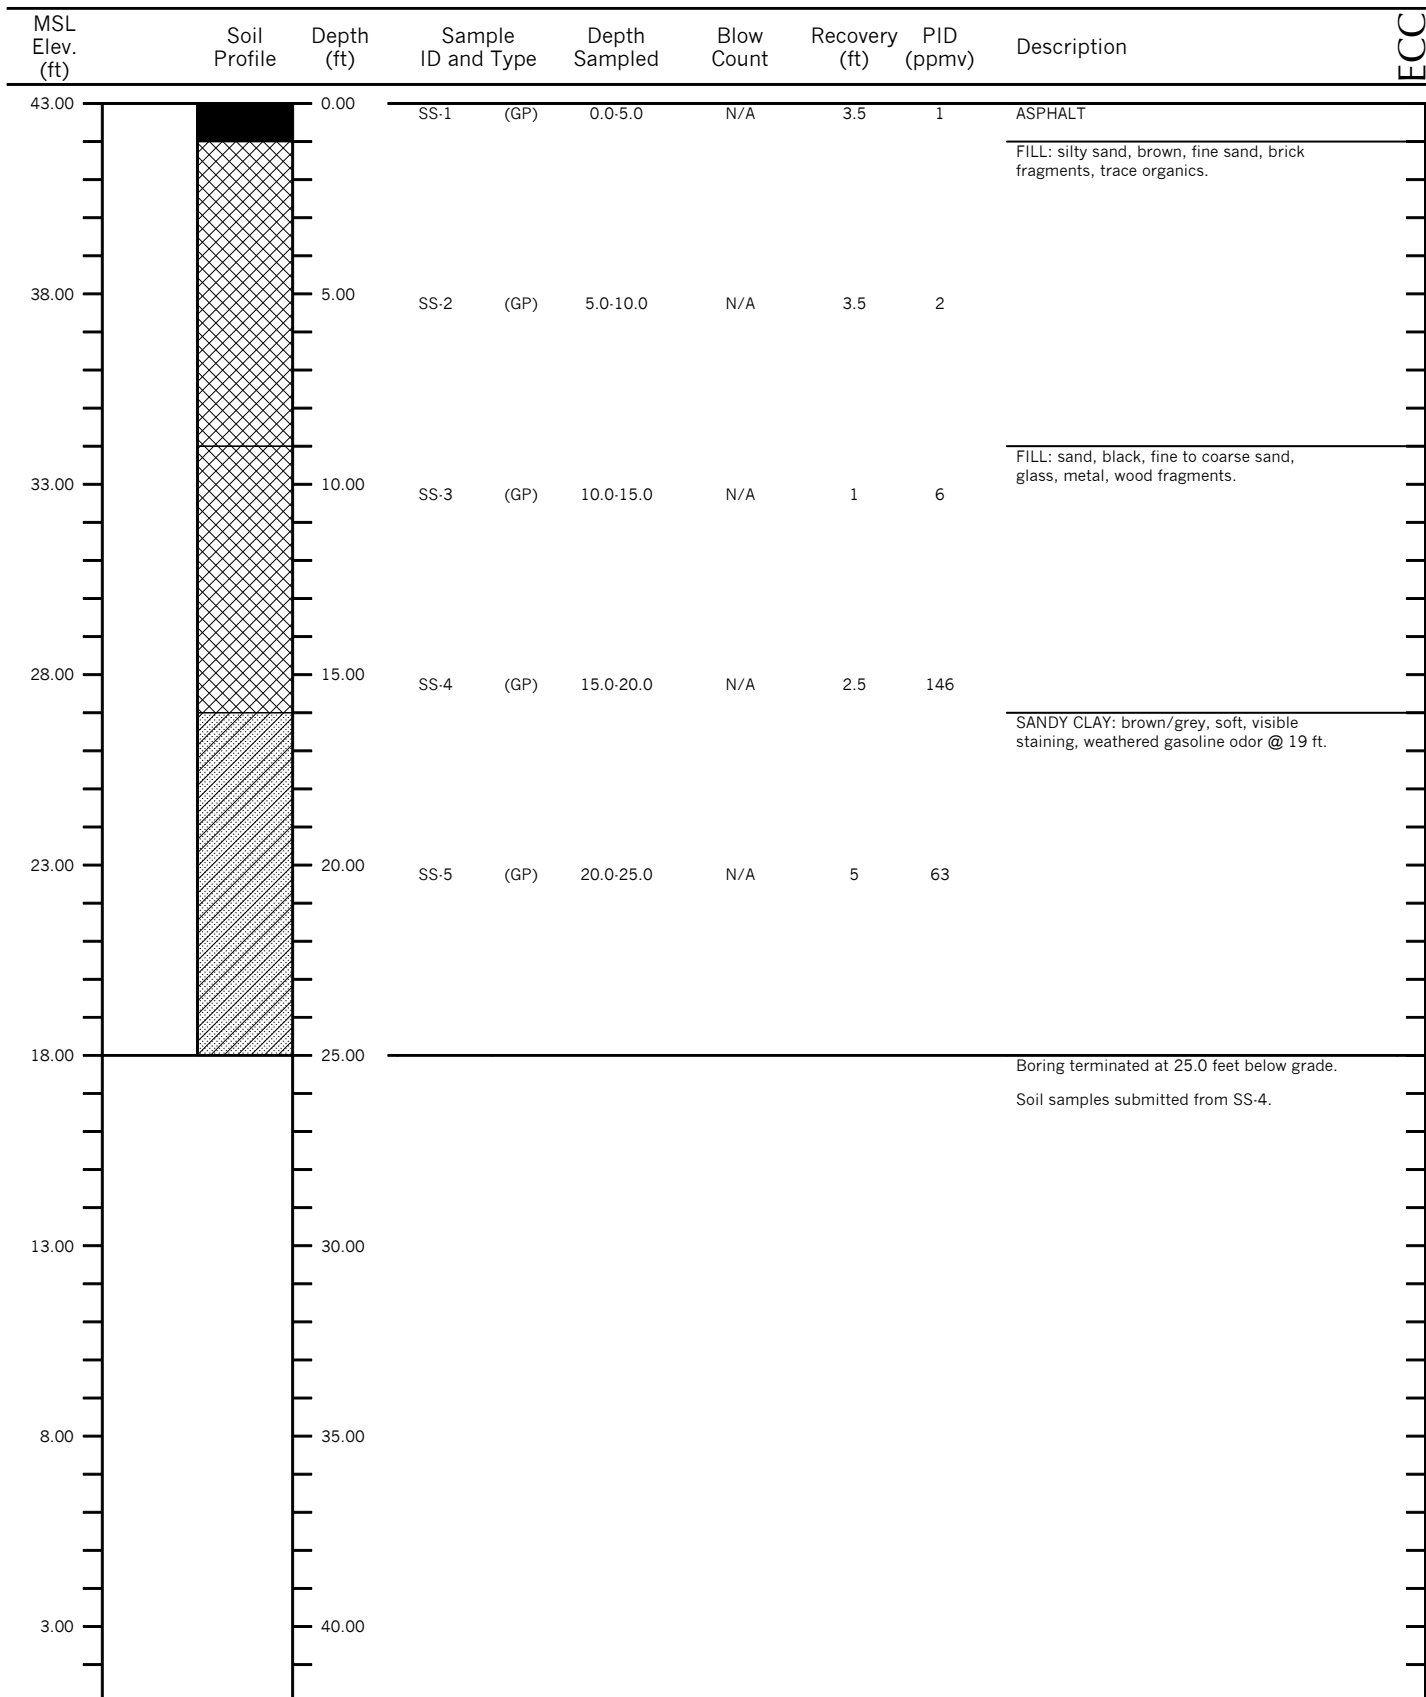 MSL Elev. (ft) Soil Profile Depth (ft) Sample ID and Type Depth Sampled Blow Count Recovery (ft) PID (ppmv) Description ECC
43.00 0.00
SS-1 (GP) 0.0-5.0 N/A 3.5 1 ASPHALT
FILL: silty sand, brown, fine sand, brick
fragments, trace organics.
38.00 5.00
SS-2 (GP) 5.0-10.0 N/A 3.5 2
FILL: sand, black, fine to coarse sand,
glass, metal, wood fragments.
33.00 10.00
SS-3 (GP) 10.0-15.0 N/A 1 6
28.00 15.00
SS-4 (GP) 15.0-20.0 N/A 2.5 146
SANDY CLAY: brown/grey, soft, visible
staining, weathered gasoline odor @ 19 ft.
23.00 20.00
SS-5 (GP) 20.0-25.0 N/A 5 63
18.00 25.00
Boring terminated at 25.0 feet below grade.
Soil samples submitted from SS-4.
13.00 30.00
8.00 35.00
3.00 40.00